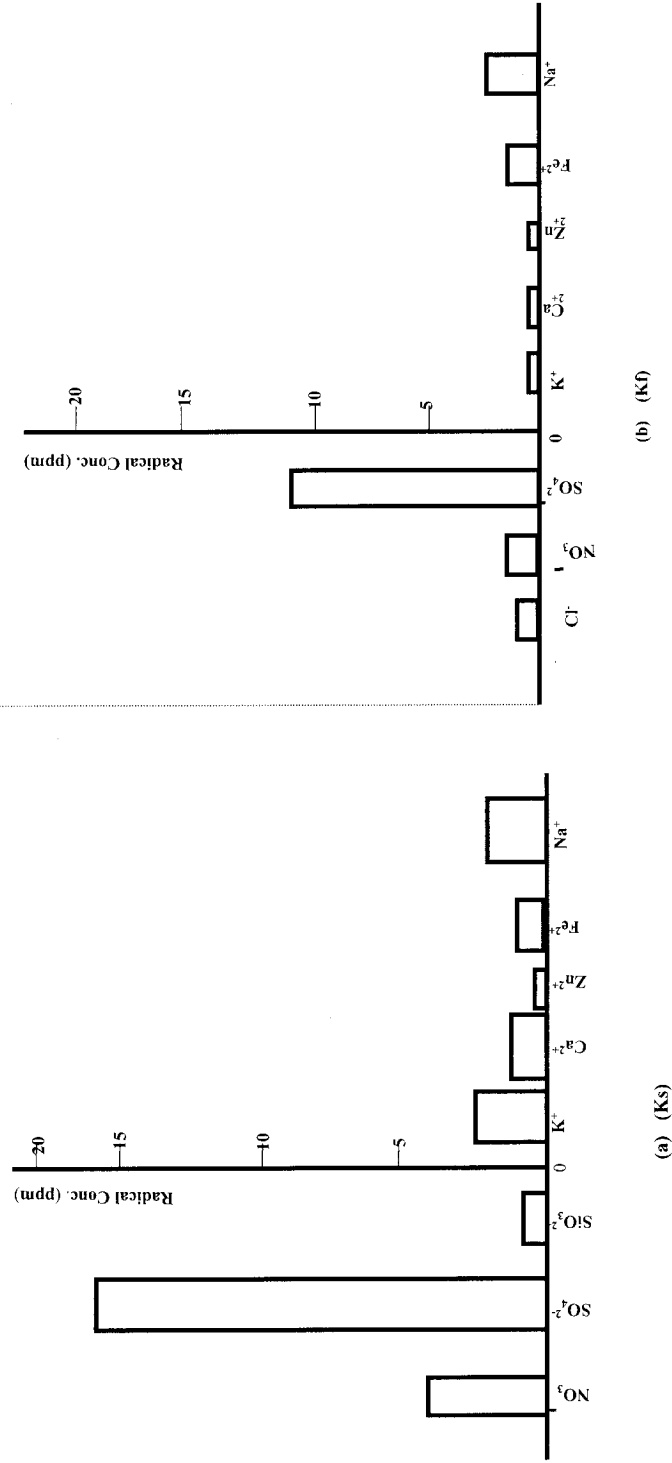 Radical Conc. (ppm)
20
15
10
5
NO₃⁻
SO₄²⁻
SiO₃²⁻
0
K⁺
Ca²⁺
Zn²⁺
Fe²⁺
Na⁺
(a) (Ks)
Radical Conc. (ppm)
20
15
10
5
Cl⁻
NO₃⁻
SO₄²
0
K⁺
Ca²⁺
Zn²⁺
Fe²⁺
Na⁺
(b) (Kf)